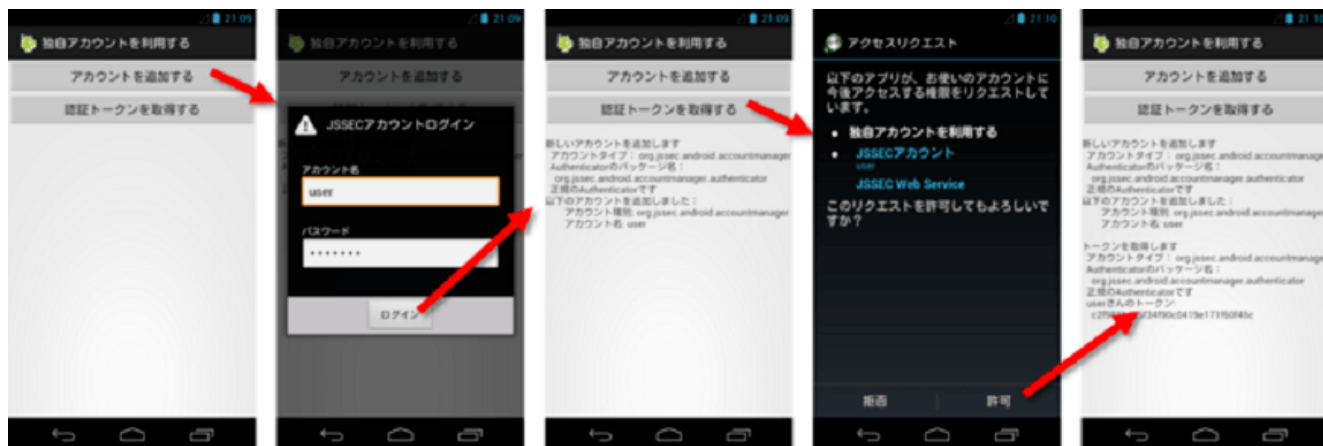 21:09
独自アカウントを利用する
アカウントを追加する
認証トークンを取得する
21:09
独自アカウントを利用する
アカウントを追加する
JSSECアカウントログイン
アカウント名
user
パスワード
•••••••
ログイン
21:09
独自アカウントを利用する
アカウントを追加する
認証トークンを取得する
新しいアカウントを追加します
アカウントタイプ：org.jssec.android.accountmanager
Authenticatorのパッケージ名：
org.jssec.android.accountmanager.authenticator
正規のAuthenticatorです
以下のアカウントを追加しました：
アカウント種別: org.jssec.android.accountmanager
アカウント名: user
21:10
アクセスリクエスト
以下のアプリが、お使いのアカウントに
今後アクセスする権限をリクエストして
います。
• 独自アカウントを利用する
• JSSECアカウント
user
JSSEC Web Service
このリクエストを許可してもよろしいで
すか？
拒否
許可
21:10
独自アカウントを利用する
アカウントを追加する
認証トークンを取得する
新しいアカウントを追加します
アカウントタイプ：org.jssec.android.accountmanage
Authenticatorのパッケージ名：
org.jssec.android.accountmanager.authenticator
正規のAuthenticatorです
以下のアカウントを追加しました：
アカウント種別: org.jssec.android.accountmanage
アカウント名: user
トークンを取得します
アカウントタイプ：org.jssec.android.accountmanage
Authenticatorのパッケージ名：
org.jssec.android.accountmanager.authenticator
正規のAuthenticatorです
userさんのトークン: